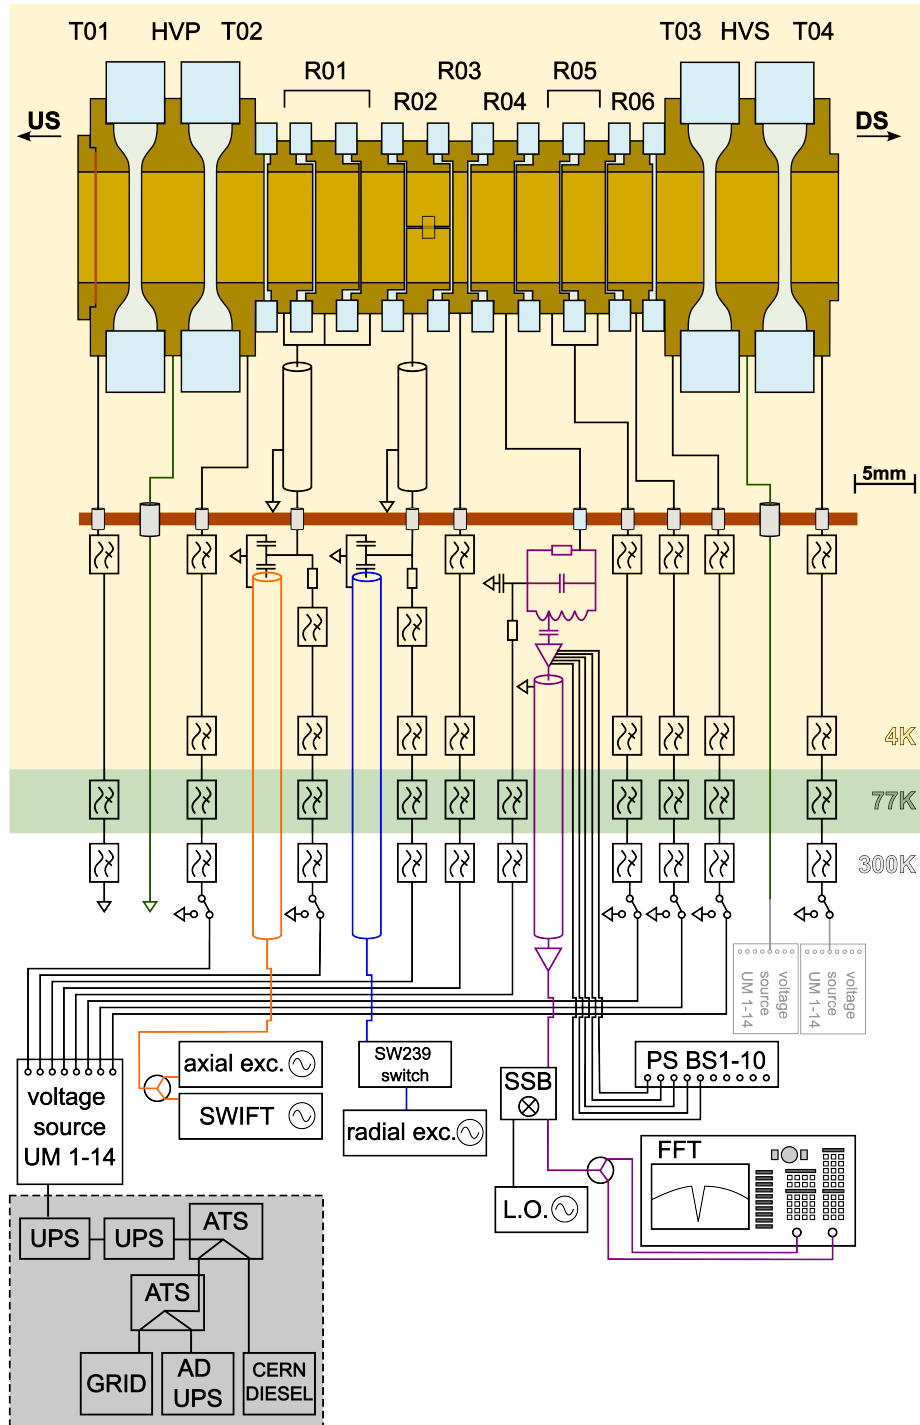 T01 HVP T02 T03 HVS T04
R01 R03 R05
R02 R04 R06
US DS
5mm
4K
77K
300K
voltage
source
UM 1-14
voltage
source
UM 1-14
axial exc.
SWIFT
SW239
switch
radial exc.
SSB
L.O.
PS BS1-10
FFT
voltage
source
UM 1-14
UPS UPS ATS
ATS
GRID
AD
UPS
CERN
DIESEL